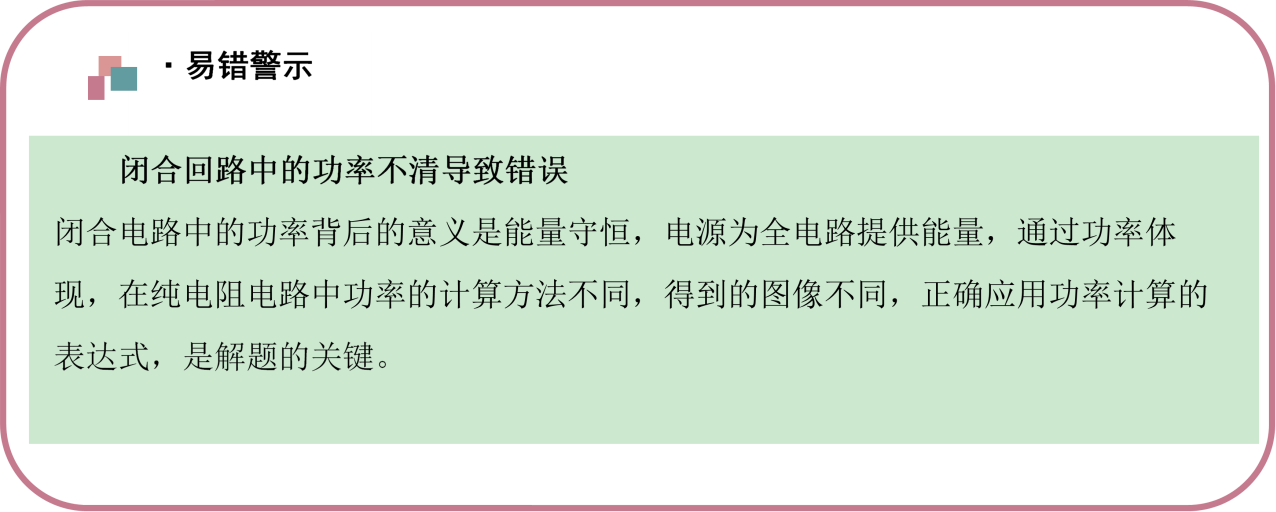 ·易错警示
闭合回路中的功率不清导致错误
闭合电路中的功率背后的意义是能量守恒，电源为全电路提供能量，通过功率体
现，在纯电阻电路中功率的计算方法不同，得到的图像不同，正确应用功率计算的
表达式，是解题的关键。